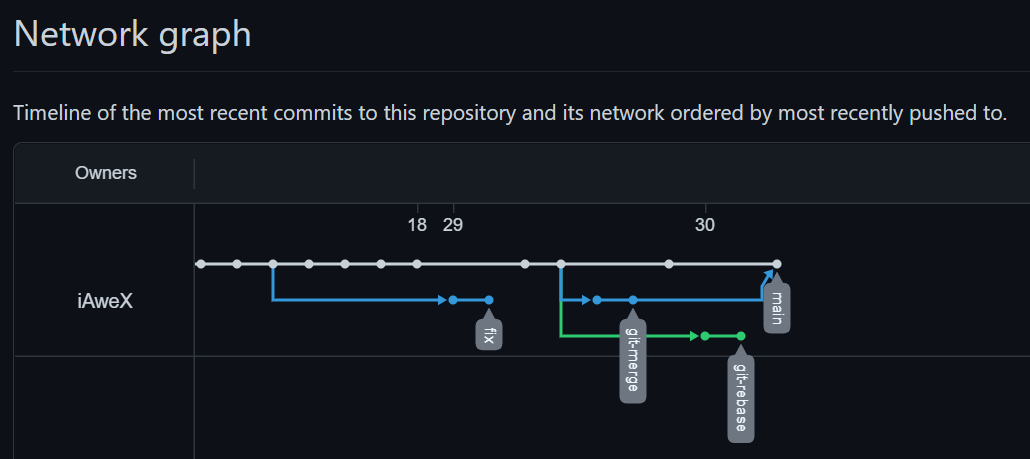 Network graph
Timeline of the most recent commits to this repository and its network ordered by most recently pushed to.
Owners
18 29 30
iAweX
main
fix
git-merge
git-rebase